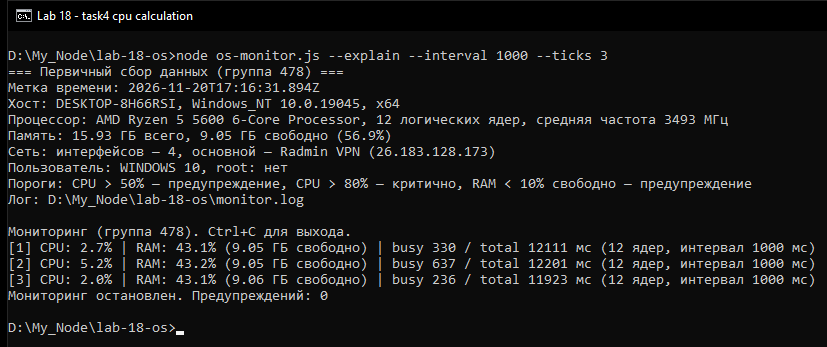 Lab 18 - task4 cpu calculation
D:\My_Node\lab-18-os>node os-monitor.js --explain --interval 1000 --ticks 3
=== Первичный сбор данных (группа 478) ===
Метка времени: 2026-11-20T17:16:31.894Z
Хост: DESKTOP-8H66RSI, Windows_NT 10.0.19045, x64
Процессор: AMD Ryzen 5 5600 6-Core Processor, 12 логических ядер, средняя частота 3493 МГц
Память: 15.93 ГБ всего, 9.05 ГБ свободно (56.9%)
Сеть: интерфейсов — 4, основной — Radmin VPN (26.183.128.173)
Пользователь: WINDOWS 10, root: нет
Пороги: CPU > 50% — предупреждение, CPU > 80% — критично, RAM < 10% свободно — предупреждение
Лог: D:\My_Node\lab-18-os\monitor.log
Мониторинг (группа 478). Ctrl+C для выхода.
[1] CPU: 2.7% | RAM: 43.1% (9.05 ГБ свободно) | busy 330 / total 12111 мс (12 ядер, интервал 1000 мс)
[2] CPU: 5.2% | RAM: 43.2% (9.05 ГБ свободно) | busy 637 / total 12201 мс (12 ядер, интервал 1000 мс)
[3] CPU: 2.0% | RAM: 43.1% (9.06 ГБ свободно) | busy 236 / total 11923 мс (12 ядер, интервал 1000 мс)
Мониторинг остановлен. Предупреждений: 0
D:\My_Node\lab-18-os>